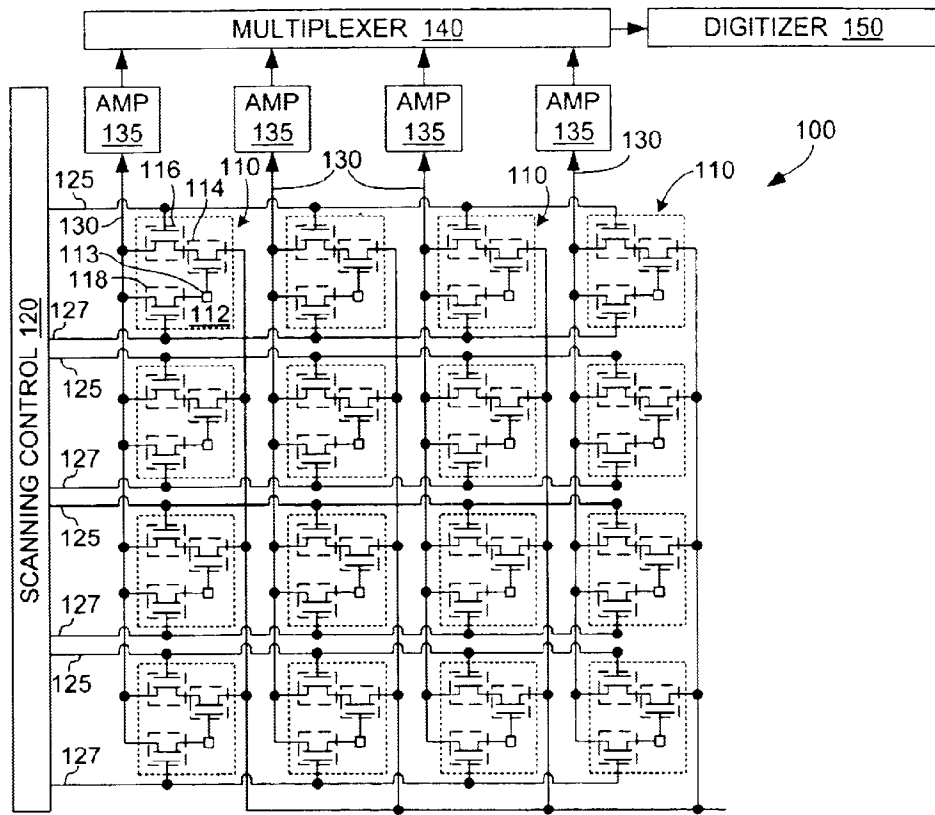 MULTIPLEXER 140
DIGITIZER 150
AMP 135
AMP 135
AMP 135
AMP 135
100
130
130
125
116
114
110
110
110
130
113
118
112
127
125
SCANNING CONTROL 120
127
125
127
125
127